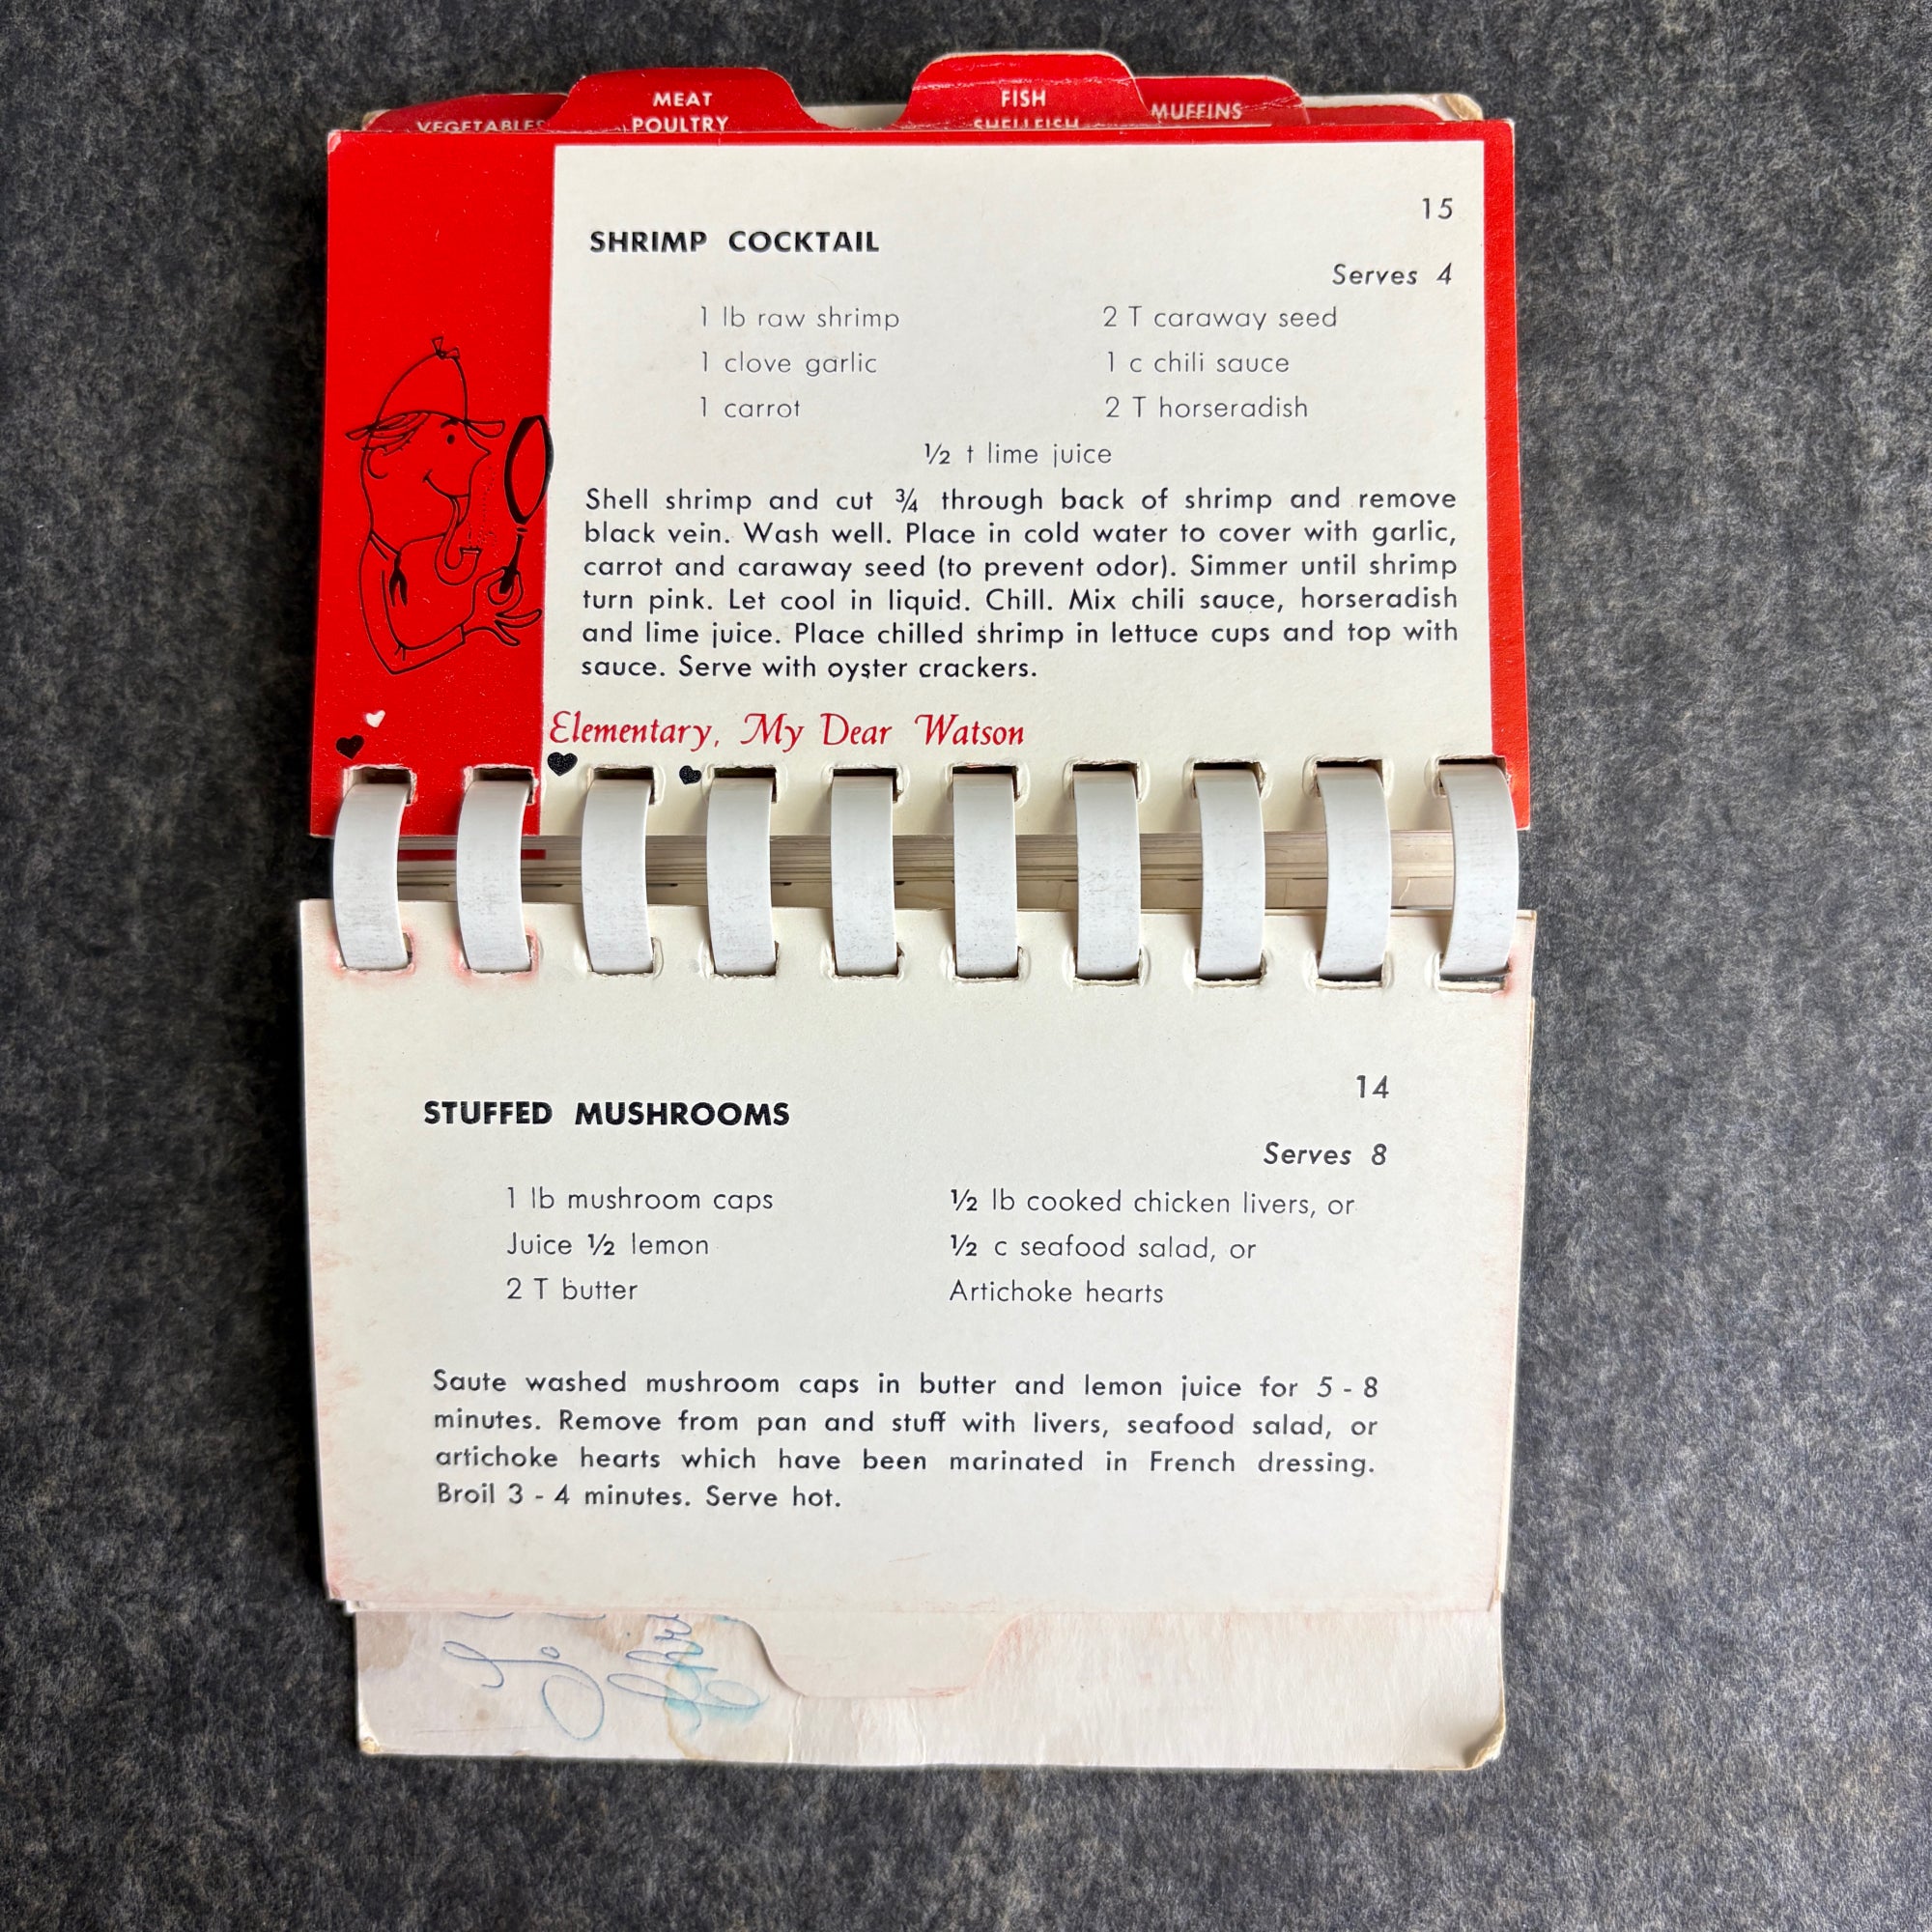 VEGETABLES
MEAT
POULTRY
FISH
SHELLFISH
MUFFINS
15
SHRIMP COCKTAIL
Serves 4
1 lb raw shrimp 2 T caraway seed
1 clove garlic 1 c chili sauce
1 carrot 2 T horseradish
½ t lime juice
Shell shrimp and cut ¾ through back of shrimp and remove
black vein. Wash well. Place in cold water to cover with garlic,
carrot and caraway seed (to prevent odor). Simmer until shrimp
turn pink. Let cool in liquid. Chill. Mix chili sauce, horseradish
and lime juice. Place chilled shrimp in lettuce cups and top with
sauce. Serve with oyster crackers.
Elementary, My Dear Watson
14
STUFFED MUSHROOMS
Serves 8
1 lb mushroom caps ½ lb cooked chicken livers, or
Juice ½ lemon ½ c seafood salad, or
2 T butter Artichoke hearts
Saute washed mushroom caps in butter and lemon juice for 5 - 8
minutes. Remove from pan and stuff with livers, seafood salad, or
artichoke hearts which have been marinated in French dressing.
Broil 3 - 4 minutes. Serve hot.